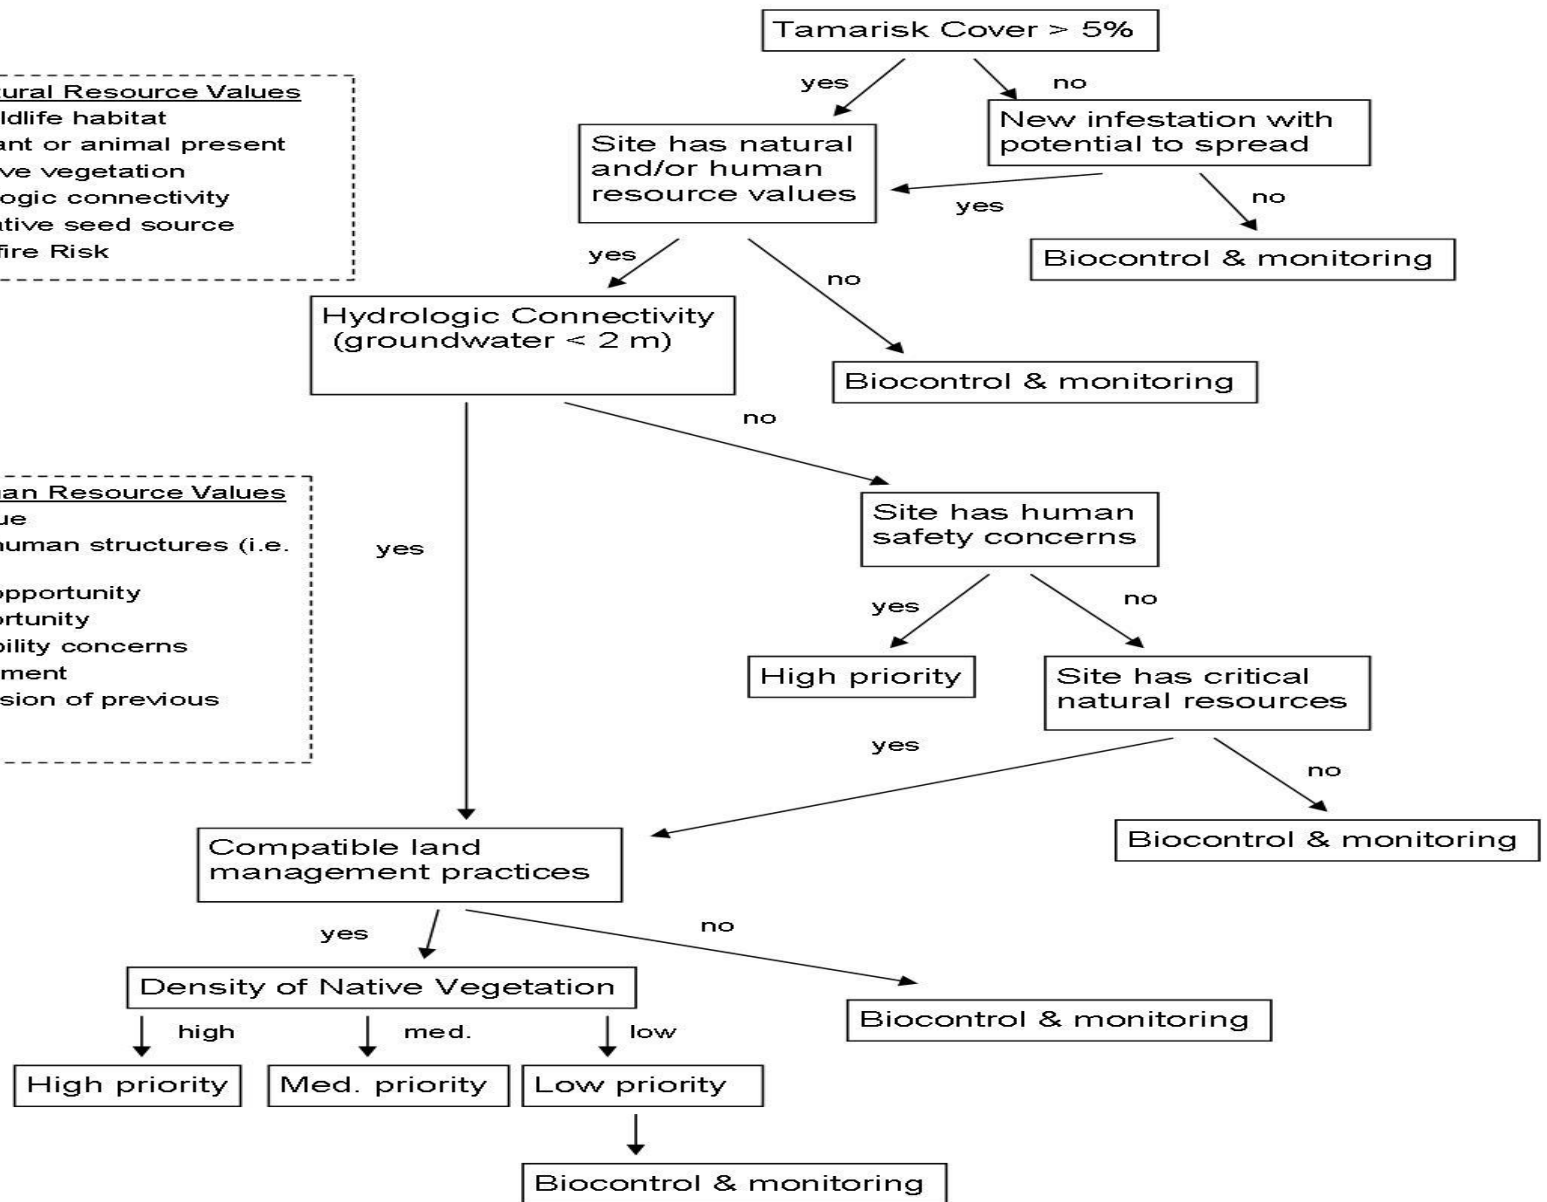 Tamarisk Cover > 5%
yes
no
tural Resource Values
ldlife habitat
ant or animal present
ve vegetation
ogic connectivity
ative seed source
fire Risk
New infestation with
potential to spread
Site has natural
and/or human
resource values
yes
no
Biocontrol & monitoring
yes
no
Hydrologic Connectivity
(groundwater < 2 m)
Biocontrol & monitoring
no
yes
an Resource Values
ue
human structures (i.e.
opportunity
ortunity
bility concerns
ment
sion of previous
Site has human
safety concerns
yes
no
High priority
Site has critical
natural resources
yes
no
Biocontrol & monitoring
Compatible land
management practices
yes
no
Density of Native Vegetation
Biocontrol & monitoring
high
med.
low
High priority
Med. priority
Low priority
Biocontrol & monitoring